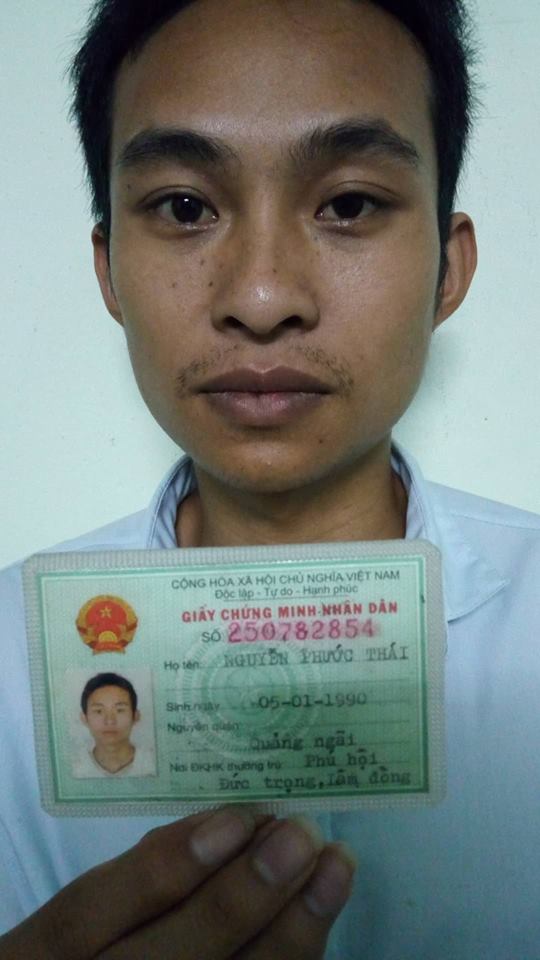 CỘNG HÒA XÃ HỘI CHỦ NGHĨA VIỆT NAM
Độc lập - Tự do - Hạnh phúc
GIẤY CHỨNG MINH NHÂN DÂN
SỐ 250782854
Họ tên: NGUYỄN PHƯỚC THÁI
Sinh ngày 05-01-1990
Nguyên quán
Quảng ngãi
Nơi ĐKHK thường trú: Phú hội
Đức trọng, Lâm đồng